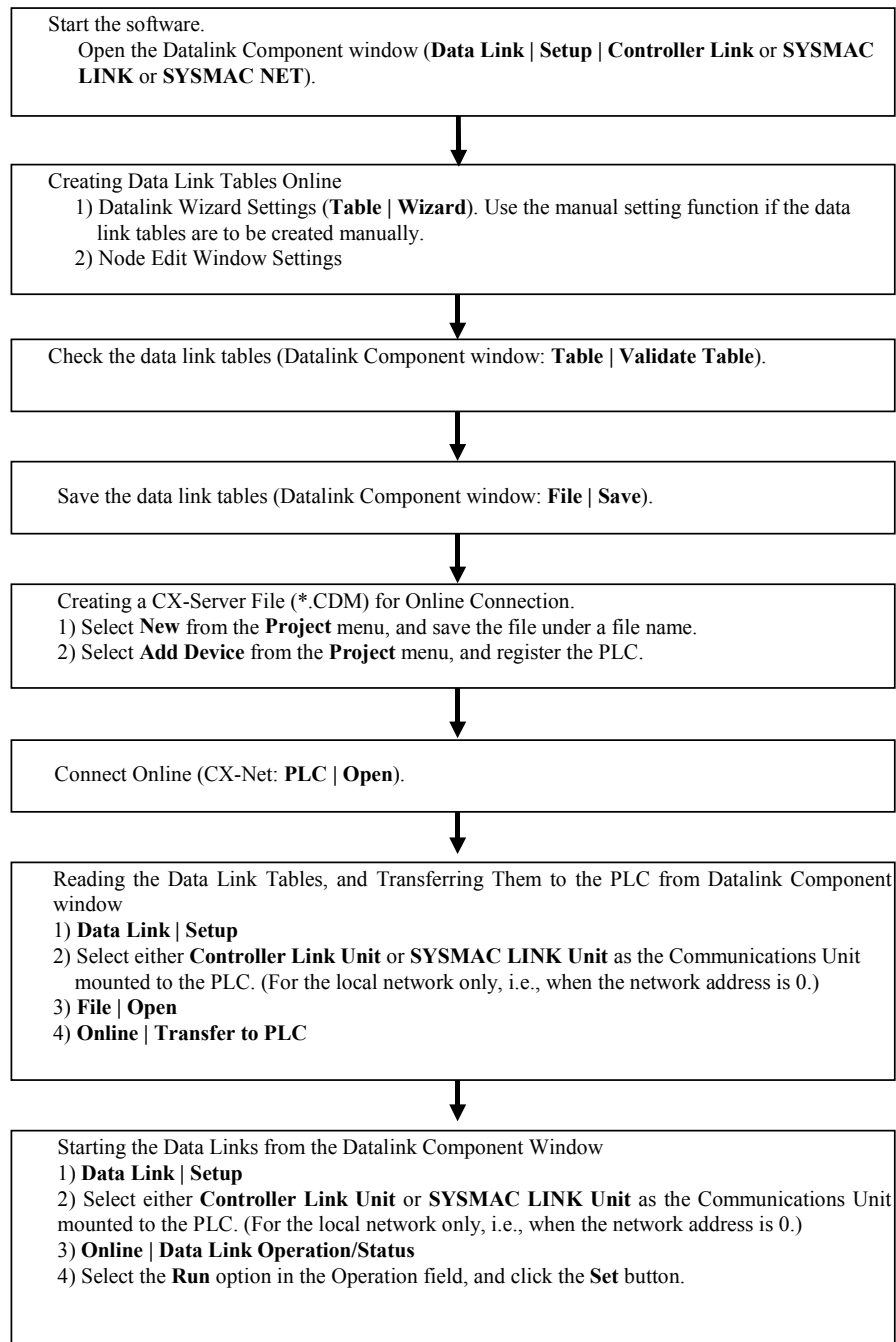 Start the software.
Open the Datalink Component window (Data Link | Setup | Controller Link or SYSMAC
LINK or SYSMAC NET).
Creating Data Link Tables Online
1) Datalink Wizard Settings (Table | Wizard). Use the manual setting function if the data
link tables are to be created manually.
2) Node Edit Window Settings
Check the data link tables (Datalink Component window: Table | Validate Table).
Save the data link tables (Datalink Component window: File | Save).
Creating a CX-Server File (*.CDM) for Online Connection.
1) Select New from the Project menu, and save the file under a file name.
2) Select Add Device from the Project menu, and register the PLC.
Connect Online (CX-Net: PLC | Open).
Reading the Data Link Tables, and Transferring Them to the PLC from Datalink Component
window
1) Data Link | Setup
2) Select either Controller Link Unit or SYSMAC LINK Unit as the Communications Unit
mounted to the PLC. (For the local network only, i.e., when the network address is 0.)
3) File | Open
4) Online | Transfer to PLC
Starting the Data Links from the Datalink Component Window
1) Data Link | Setup
2) Select either Controller Link Unit or SYSMAC LINK Unit as the Communications Unit
mounted to the PLC. (For the local network only, i.e., when the network address is 0.)
3) Online | Data Link Operation/Status
4) Select the Run option in the Operation field, and click the Set button.